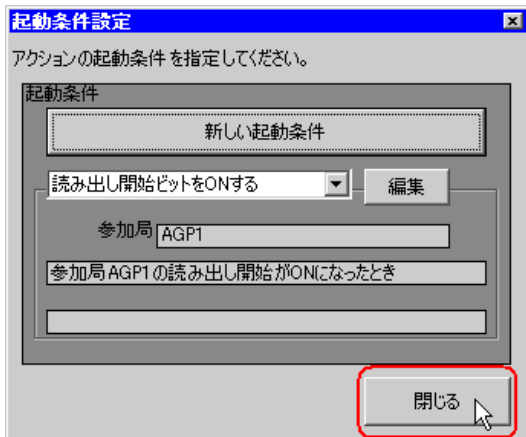 起動条件設定
アクションの起動条件を指定してください。
起動条件
新しい起動条件
読み出し開始ビットをONする
編集
参加局 AGP1
参加局AGP1の読み出し開始がONになったとき
閉じる